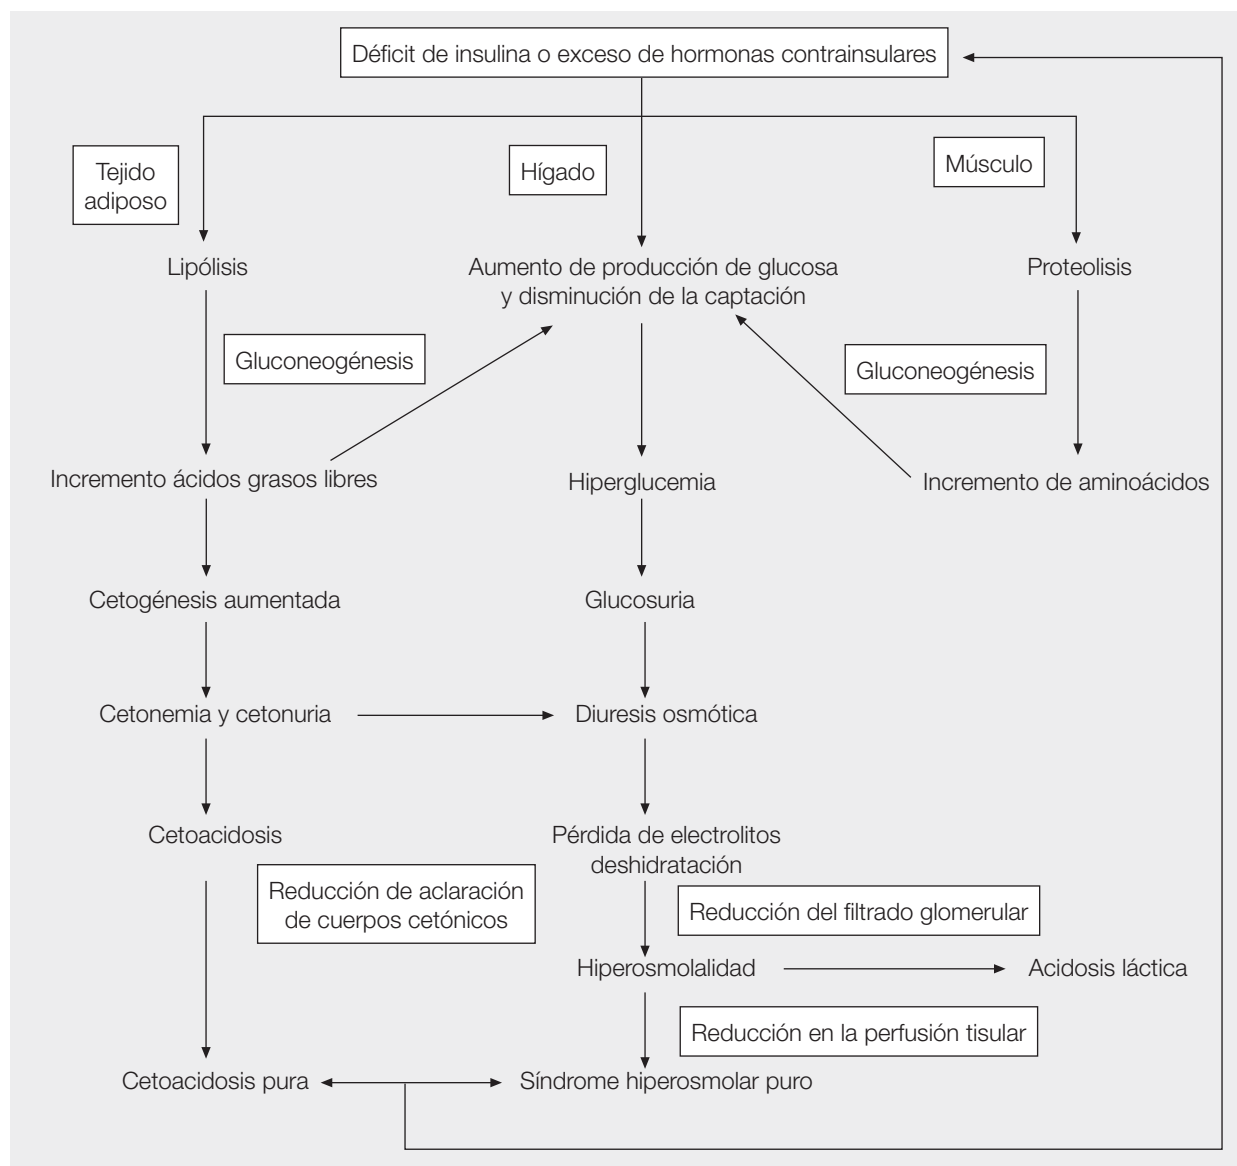 Déficit de insulina o exceso de hormonas contrainsulares
Tejido
adiposo
Hígado
Músculo
Lipólisis
Aumento de producción de glucosa
y disminución de la captación
Proteolisis
Gluconeogénesis
Gluconeogénesis
Incremento ácidos grasos libres
Hiperglucemia
Incremento de aminoácidos
Cetogénesis aumentada
Glucosuria
Cetonemia y cetonuria
Diuresis osmótica
Cetoacidosis
Pérdida de electrolitos
deshidratación
Reducción de aclaración
de cuerpos cetónicos
Reducción del filtrado glomerular
Hiperosmolalidad
Acidosis láctica
Reducción en la perfusión tisular
Cetoacidosis pura
Síndrome hiperosmolar puro